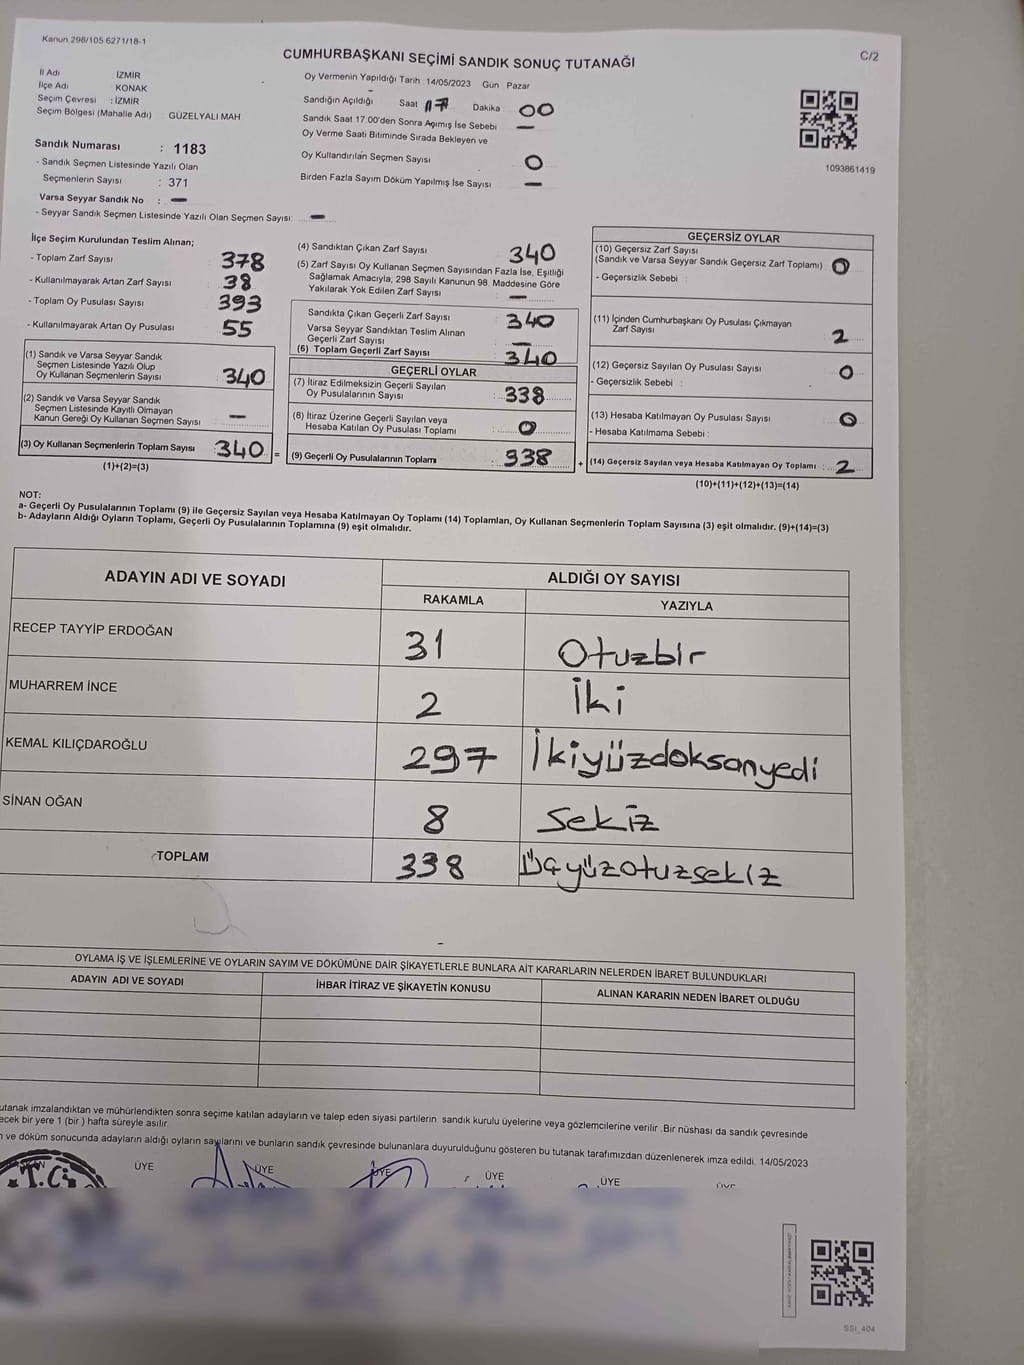 Kanun 298/105 6271/18-1
C/2
CUMHURBAŞKANI SEÇİMİ SANDIK SONUÇ TUTANAĞI
İl Adı İZMİR
İlçe Adı KONAK
Seçim Çevresi : İZMİR
Seçim Bölgesi (Mahalle Adı) GÜZELYALI MAH
Oy Vermenin Yapıldığı Tarih 14/05/2023 Gün Pazar
Sandığın Açıldığı Saat 17 Dakika 00
Sandık Saat 17:00'den Sonra Açımış İse Sebebi —
Oy Verme Saati Bitiminde Sırada Bekleyen ve
Oy Kullandırılan Seçmen Sayısı 0
Birden Fazla Sayım Döküm Yapılmış İse Sayısı —
1093861419
Sandık Numarası : 1183
- Sandık Seçmen Listesinde Yazılı Olan
Seçmenlerin Sayısı : 371
Varsa Seyyar Sandık No : —
- Seyyar Sandık Seçmen Listesinde Yazılı Olan Seçmen Sayısı: —
İlçe Seçim Kurulundan Teslim Alınan;
- Toplam Zarf Sayısı 378
- Kullanılmayarak Artan Zarf Sayısı 38
- Toplam Oy Pusulası Sayısı 393
- Kullanılmayarak Artan Oy Pusulası 55
(1) Sandık ve Varsa Seyyar Sandık
Seçmen Listesinde Yazılı Olup
Oy Kullanan Seçmenlerin Sayısı 340
(2) Sandık ve Varsa Seyyar Sandık
Seçmen Listesinde Kayıtlı Olmayan
Kanun Gereği Oy Kullanan Seçmen Sayısı —
(3) Oy Kullanan Seçmenlerin Toplam Sayısı 340 =
(1)+(2)=(3)
(4) Sandıktan Çıkan Zarf Sayısı 340
(5) Zarf Sayısı Oy Kullanan Seçmen Sayısından Fazla İse, Eşitliği
Sağlamak Amacıyla; 298 Sayılı Kanunun 98. Maddesine Göre
Yakılarak Yok Edilen Zarf Sayısı —
Sandıkta Çıkan Geçerli Zarf Sayısı 340
Varsa Seyyar Sandıktan Teslim Alınan
Geçerli Zarf Sayısı —
(6) Toplam Geçerli Zarf Sayısı 340
GEÇERLİ OYLAR
(7) İtiraz Edilmeksizin Geçerli Sayılan
Oy Pusulalarının Sayısı : 338
(8) İtiraz Üzerine Geçerli Sayılan veya
Hesaba Katılan Oy Pusulası Toplamı : 0
(9) Geçerli Oy Pusulalarının Toplamı : 338 +
GEÇERSİZ OYLAR
(10) Geçersiz Zarf Sayısı
(Sandık ve Varsa Seyyar Sandık Geçersiz Zarf Toplamı) 0
- Geçersizlik Sebebi :
(11) İçinden Cumhurbaşkanı Oy Pusulası Çıkmayan
Zarf Sayısı 2
(12) Geçersiz Sayılan Oy Pusulası Sayısı 0
- Geçersizlik Sebebi :
(13) Hesaba Katılmayan Oy Pusulası Sayısı 0
- Hesaba Katılmama Sebebi :
(14) Geçersiz Sayılan veya Hesaba Katılmayan Oy Toplamı : 2
(10)+(11)+(12)+(13)=(14)
NOT:
a- Geçerli Oy Pusulalarının Toplamı (9) ile Geçersiz Sayılan veya Hesaba Katılmayan Oy Toplamı (14) Toplamları, Oy Kullanan Seçmenlerin Toplam Sayısına (3) eşit olmalıdır. (9)+(14)=(3)
b- Adayların Aldığı Oyların Toplamı, Geçerli Oy Pusulalarının Toplamına (9) eşit olmalıdır.
ADAYIN ADI VE SOYADI
ALDIĞI OY SAYISI
RAKAMLA YAZIYLA
RECEP TAYYİP ERDOĞAN 31 Otuzbir
MUHARREM İNCE 2 İki
KEMAL KILIÇDAROĞLU 297 İkiyüzdoksanyedi
SİNAN OĞAN 8 Sekiz
TOPLAM 338 Üçyüzotuzsekiz
OYLAMA İŞ VE İŞLEMLERİNE VE OYLARIN SAYIM VE DÖKÜMÜNE DAİR ŞİKAYETLERLE BUNLARA AİT KARARLARIN NELERDEN İBARET BULUNDUKLARI
ADAYIN ADI VE SOYADI İHBAR İTİRAZ VE ŞİKAYETİN KONUSU ALINAN KARARIN NEDEN İBARET OLDUĞU
utanak imzalandıktan ve mühürlendikten sonra seçime katılan adayların ve talep eden siyasi partilerin sandık kurulu üyelerine veya gözlemcilerine verilir .Bir nüshası da sandık çevresinde
ecek bir yere 1 (bir ) hafta süreyle asılır.
n ve döküm sonucunda adayların aldığı oyların sayılarını ve bunların sandık çevresinde bulunanlara duyurulduğunu gösteren bu tutanak tarafımızdan düzenlenerek imza edildi. 14/05/2023
T.C. ÜYE ÜYE ÜYE ÜYE ÜYE
SSI_404